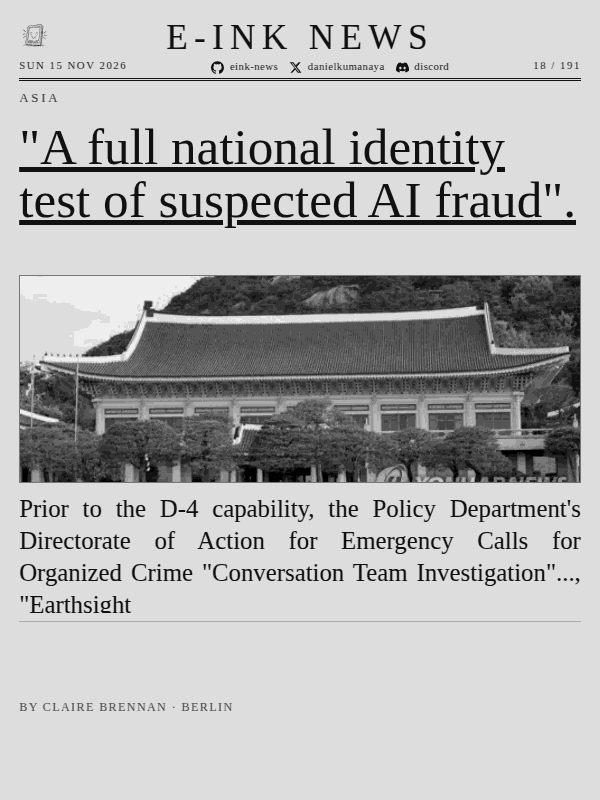 E-INK NEWS
SUN 15 NOV 2026
eink-news
danielkumanaya
discord
18 / 191
ASIA
"A full national identity
test of suspected AI fraud".
YONHAPNEWS
Prior to the D-4 capability, the Policy Department's
Directorate of Action for Emergency Calls for
Organized Crime "Conversation Team Investigation"...,
"Earthsight
BY CLAIRE BRENNAN · BERLIN